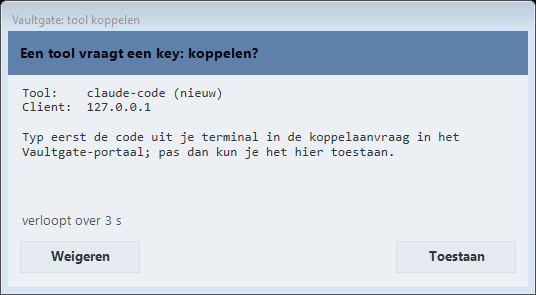 Vaultgate: tool koppelen
Een tool vraagt een key: koppelen?
Tool: claude-code (nieuw)
Client: 127.0.0.1
Typ eerst de code uit je terminal in de koppelaanvraag in het
Vaultgate-portaal; pas dan kun je het hier toestaan.
verloopt over 3 s
Weigeren
Toestaan